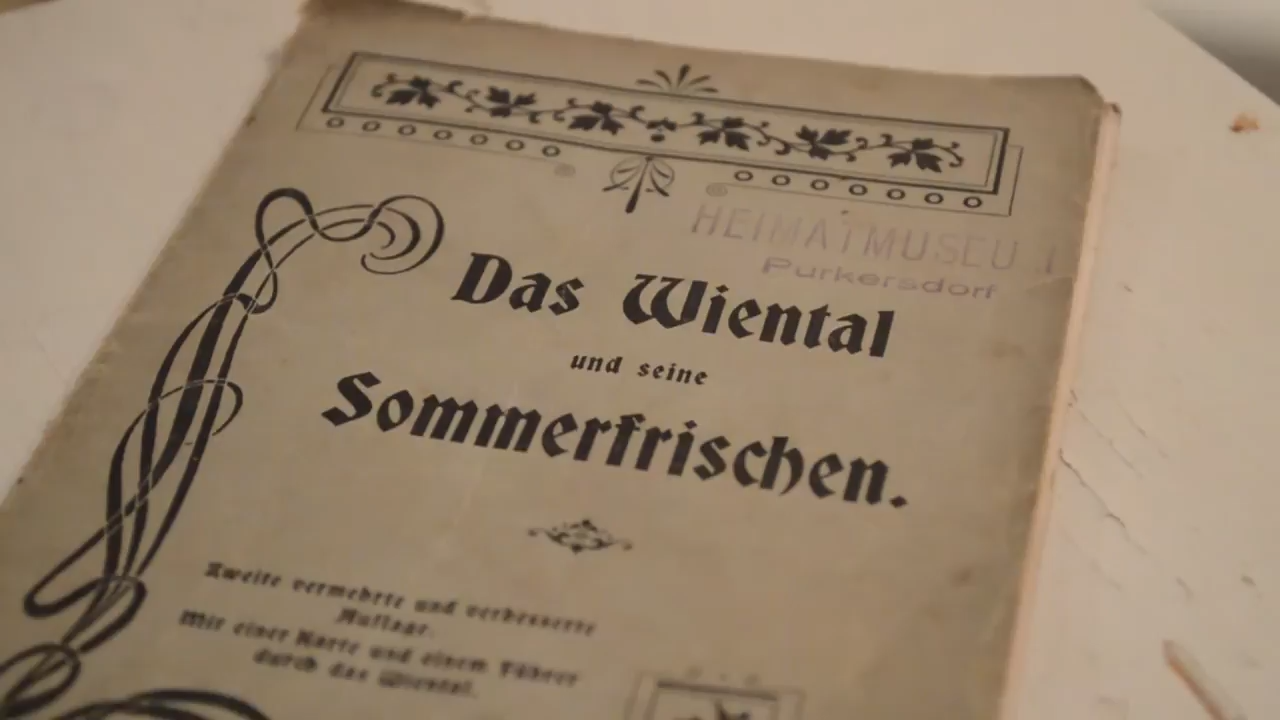 HEIMATMUSEU
Purkersdorf
Das Wiental
und seine
Sommerfrischen.
Zweite vermehrte und verbesserte
Auflage.
Mit einer Karte und einem Führer
durch das Wiental.